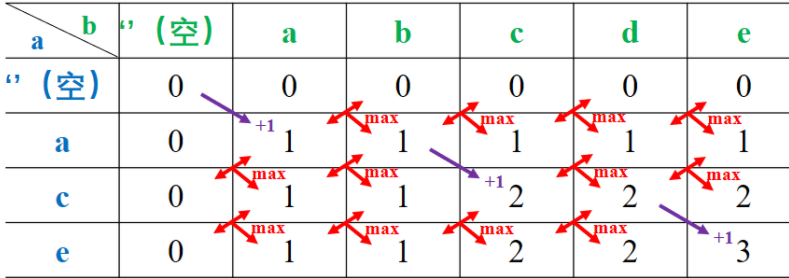 a b ‘’（空） a b c d e
‘’（空） 0 0 0 0 0 0
max max max max
a 0 +1 1 1 1 1 1
max +1 max max
c 0 1 1 2 2 2
max max max max +1
e 0 1 1 2 2 3